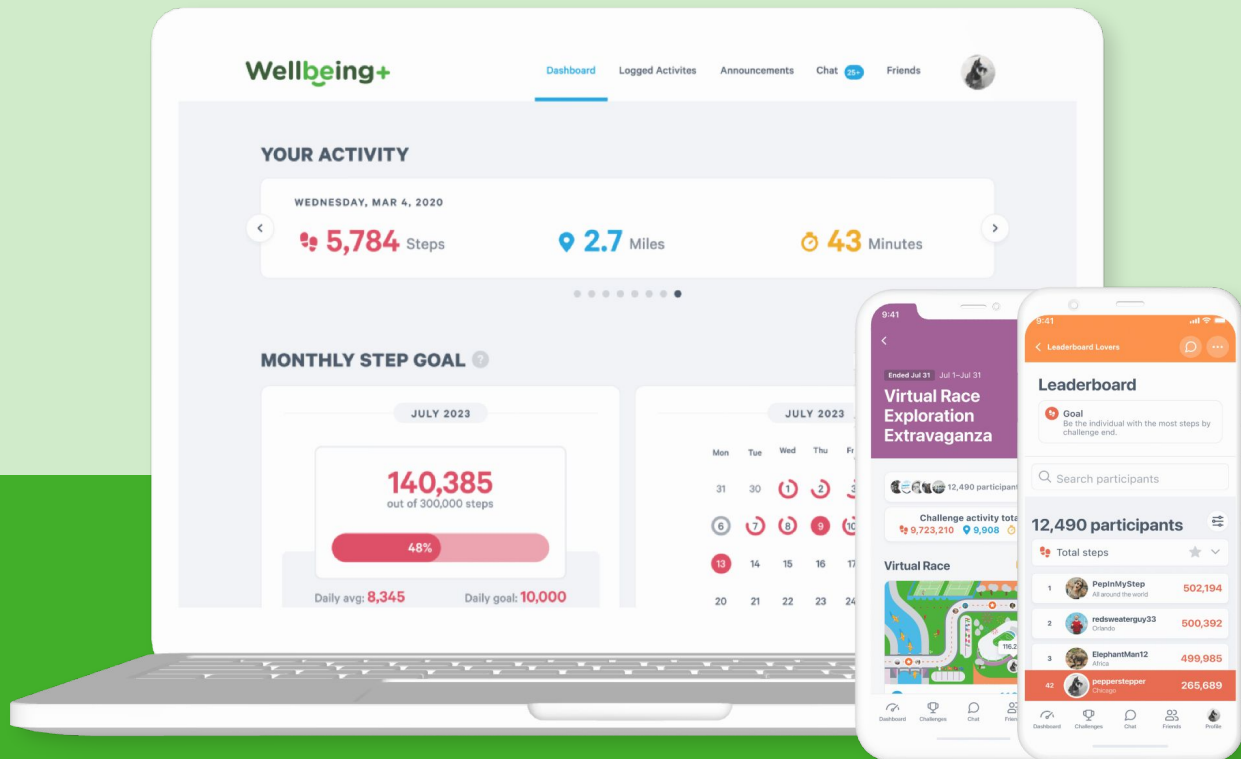 Wellbeing+
Dashboard Logged Activites Announcements Chat 25+ Friends
YOUR ACTIVITY
WEDNESDAY, MAR 4, 2020
5,784 Steps 2.7 Miles 43 Minutes
MONTHLY STEP GOAL ?
JULY 2023
140,385
out of 300,000 steps
48%
Daily avg: 8,345 Daily goal: 10,000
JULY 2023
Mon Tue Wed Thu
31 30 1 2 3
6 7 8 9 10
13 14 15 16 17
20 21 22 23 24
9:41
Ended Jul 31 Jul 1–Jul 31
Virtual Race
Exploration
Extravaganza
12,490 participant
Challenge activity tota
9,723,210 9,908
Virtual Race
116.2
Dashboard Challenges Chat
9:41
Leaderboard Lovers
Leaderboard
Goal
Be the individual with the most steps by
challenge end.
Search participants
12,490 participants
Total steps
1 PepInMyStep 502,194
All around the world
2 redsweaterguy33 500,392
Orlando
3 ElephantMan12 499,985
Africa
42 pepperstepper 265,689
Chicago
Dashboard Challenges Chat Friends Profile